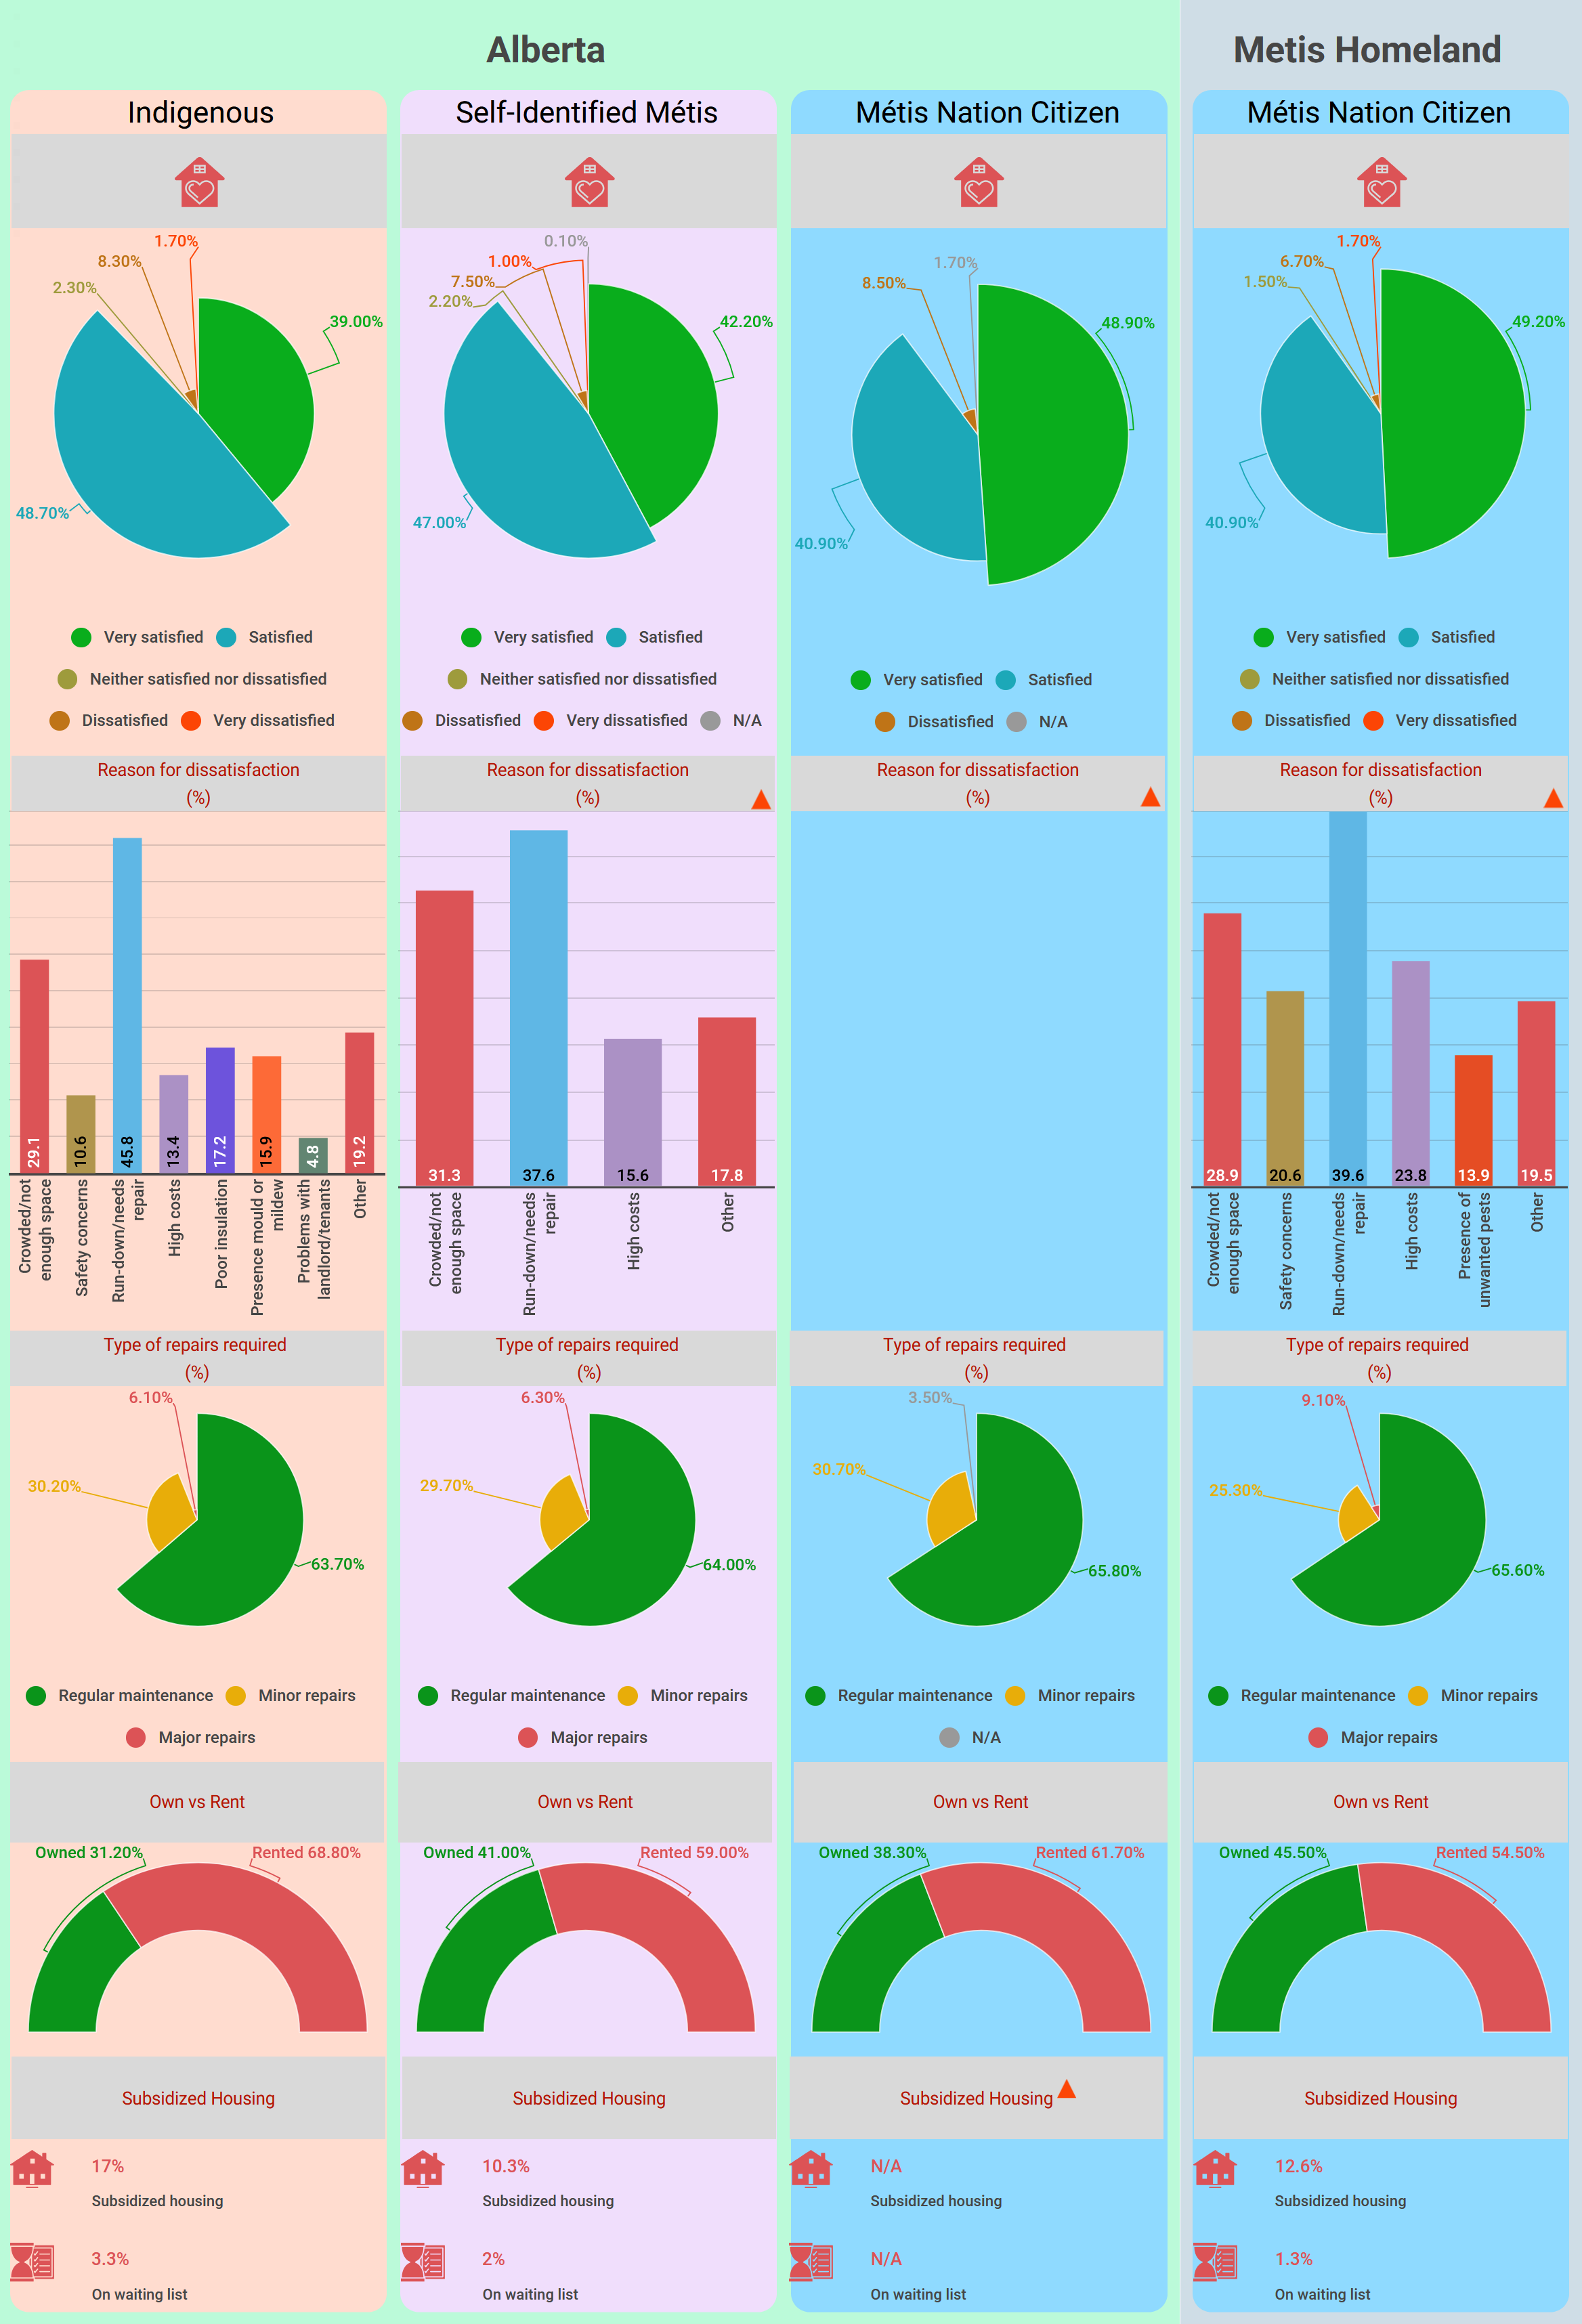 Alberta
Metis Homeland
Indigenous
1.70%
8.30%
2.30%
39.00%
48.70%
Very satisfied
Satisfied
Neither satisfied nor dissatisfied
Dissatisfied
Very dissatisfied
Reason for dissatisfaction
(%)
29.1
10.6
45.8
13.4
17.2
15.9
4.8
19.2
Crowded/not
enough space
Safety concerns
Run-down/needs
repair
High costs
Poor insulation
Presence mould or
mildew
Problems with
landlord/tenants
Other
Type of repairs required
(%)
6.10%
30.20%
63.70%
Regular maintenance
Minor repairs
Major repairs
Own vs Rent
Owned 31.20%
Rented 68.80%
Subsidized Housing
17%
Subsidized housing
3.3%
On waiting list
Self-Identified Métis
0.10%
1.00%
7.50%
2.20%
42.20%
47.00%
Very satisfied
Satisfied
Neither satisfied nor dissatisfied
Dissatisfied
Very dissatisfied
N/A
Reason for dissatisfaction
(%)
31.3
37.6
15.6
17.8
Crowded/not
enough space
Run-down/needs
repair
High costs
Other
Type of repairs required
(%)
6.30%
29.70%
64.00%
Regular maintenance
Minor repairs
Major repairs
Own vs Rent
Owned 41.00%
Rented 59.00%
Subsidized Housing
10.3%
Subsidized housing
2%
On waiting list
Métis Nation Citizen
1.70%
8.50%
48.90%
40.90%
Very satisfied
Satisfied
Dissatisfied
N/A
Reason for dissatisfaction
(%)
Type of repairs required
(%)
3.50%
30.70%
65.80%
Regular maintenance
Minor repairs
N/A
Own vs Rent
Owned 38.30%
Rented 61.70%
Subsidized Housing
N/A
Subsidized housing
N/A
On waiting list
Métis Nation Citizen
1.70%
6.70%
1.50%
49.20%
40.90%
Very satisfied
Satisfied
Neither satisfied nor dissatisfied
Dissatisfied
Very dissatisfied
Reason for dissatisfaction
(%)
28.9
20.6
39.6
23.8
13.9
19.5
Crowded/not
enough space
Safety concerns
Run-down/needs
repair
High costs
Presence of
unwanted pests
Other
Type of repairs required
(%)
9.10%
25.30%
65.60%
Regular maintenance
Minor repairs
Major repairs
Own vs Rent
Owned 45.50%
Rented 54.50%
Subsidized Housing
12.6%
Subsidized housing
1.3%
On waiting list